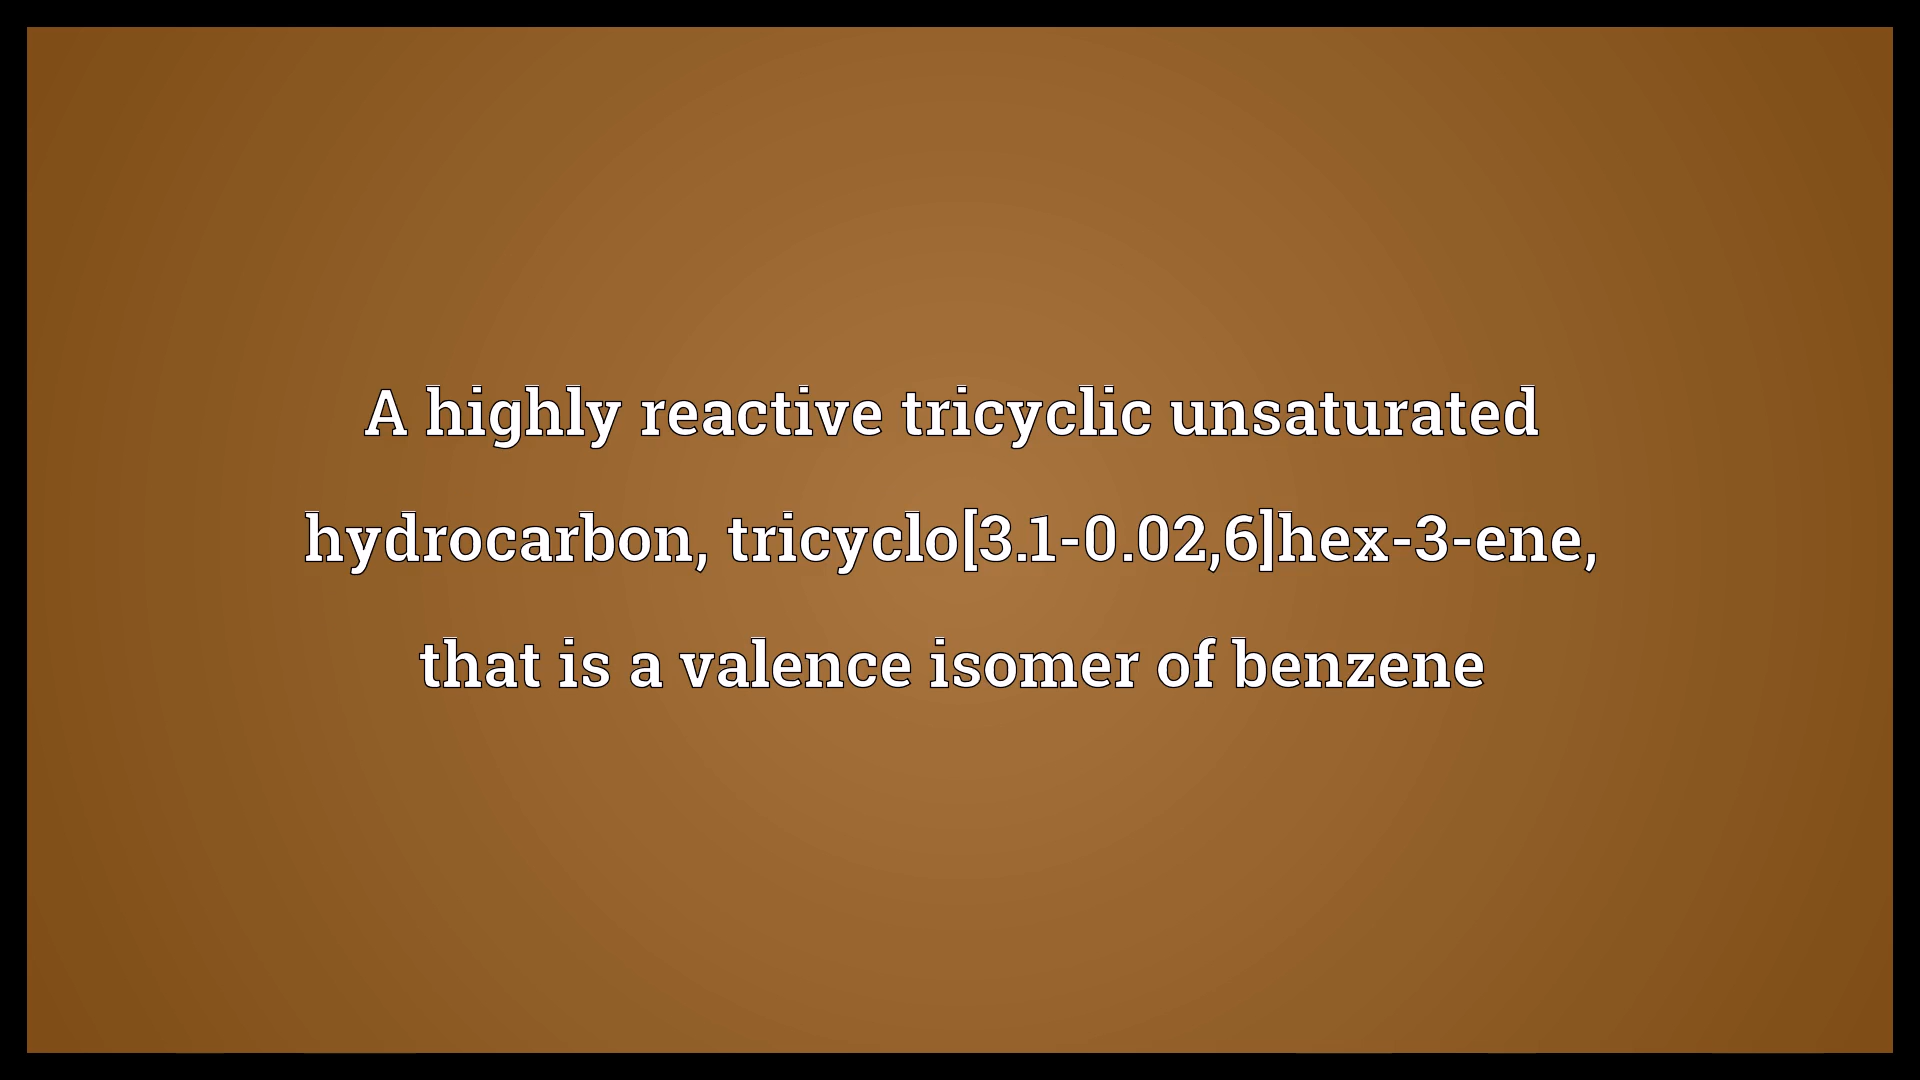 A highly reactive tricyclic unsaturated
hydrocarbon, tricyclo[3.1-0.02,6]hex-3-ene,
that is a valence isomer of benzene